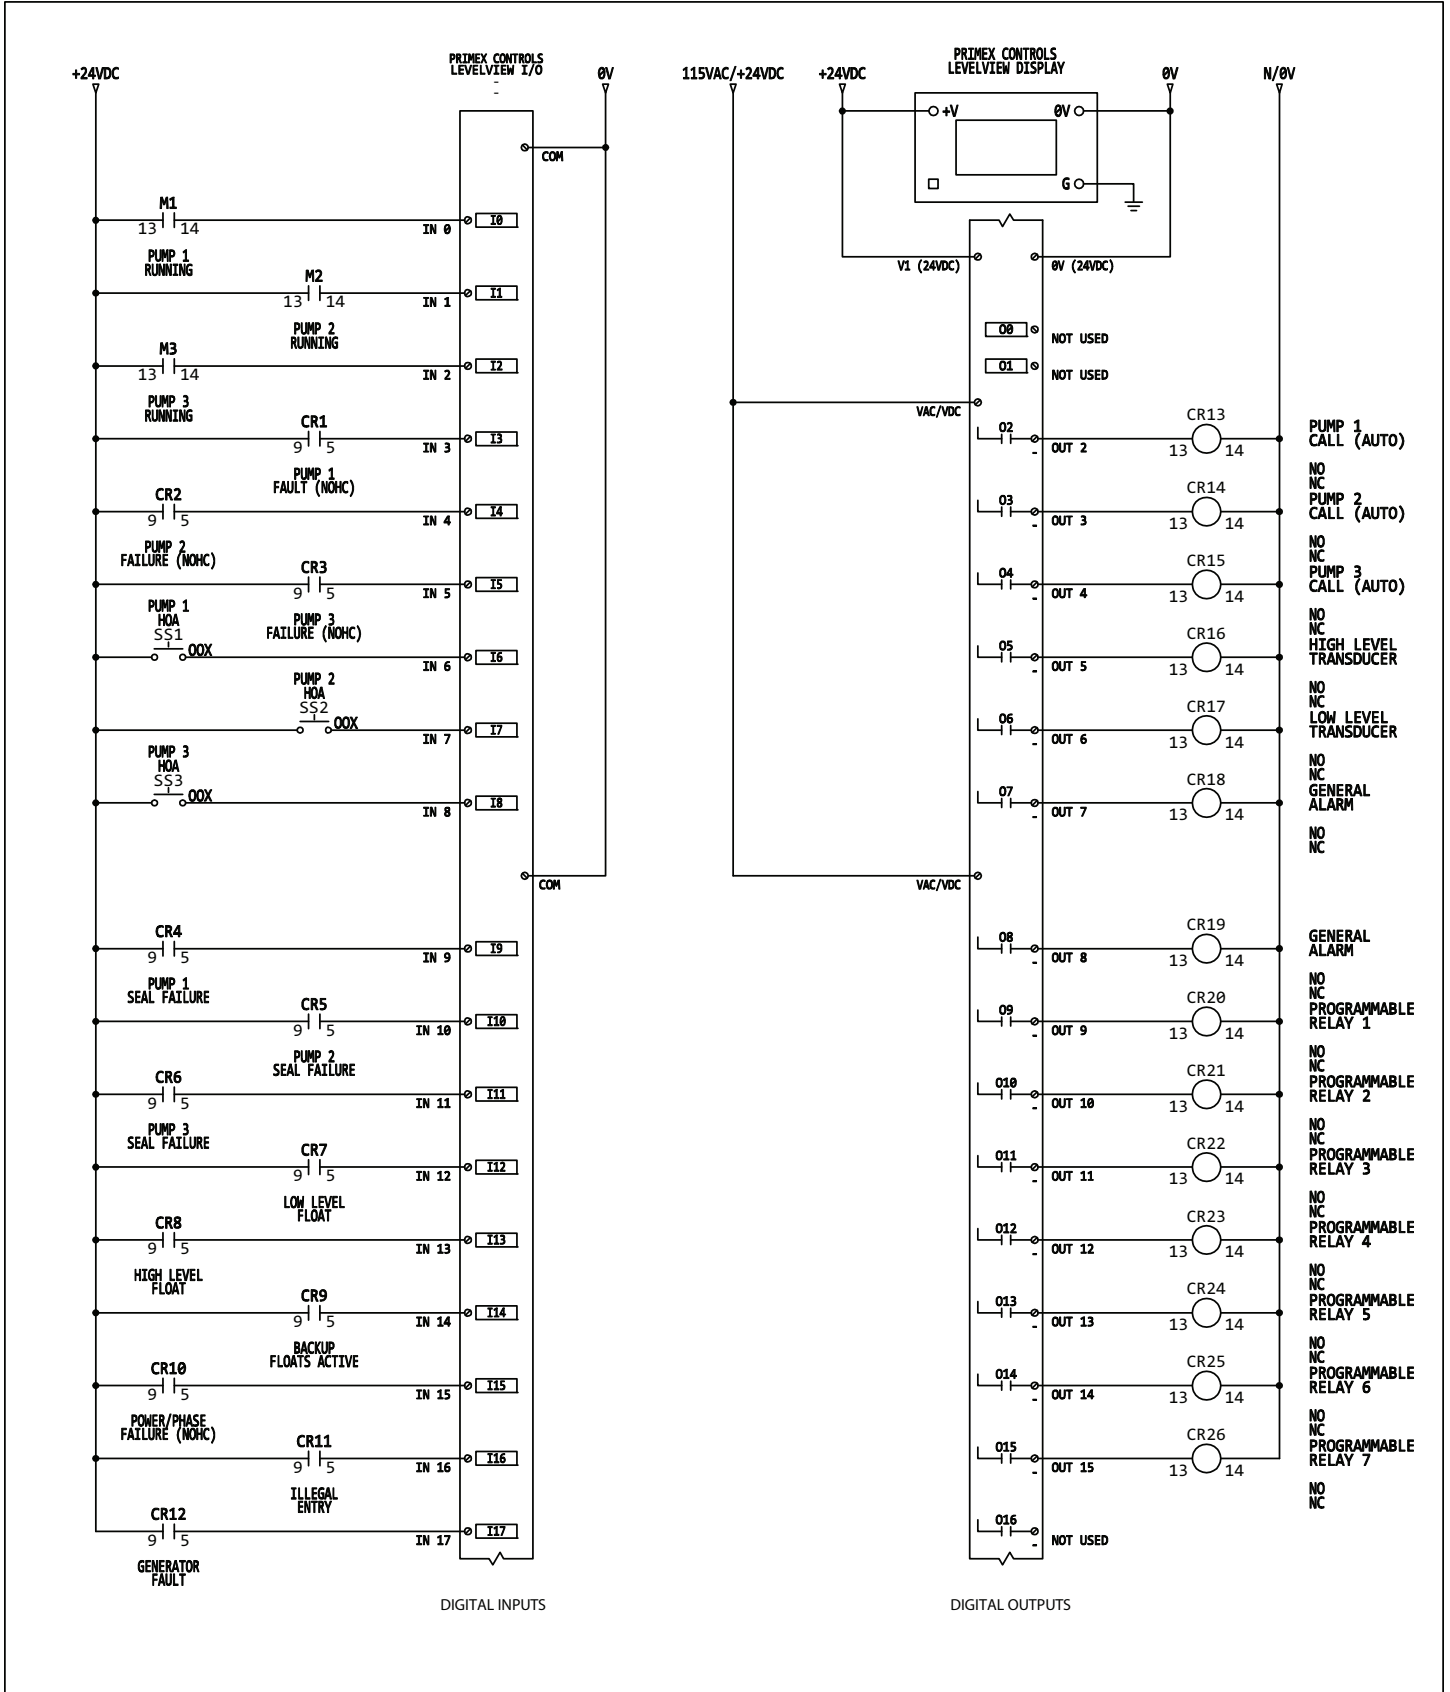 +24VDC
PRIMEX CONTROLS
LEVELVIEW I/O
-
-
0V
COM
M1
13 14
PUMP 1
RUNNING
IN 0
I0
M2
13 14
PUMP 2
RUNNING
IN 1
I1
M3
13 14
PUMP 3
RUNNING
IN 2
I2
CR1
9 5
PUMP 1
FAULT (NOHC)
IN 3
I3
CR2
9 5
PUMP 2
FAILURE (NOHC)
IN 4
I4
CR3
9 5
PUMP 3
FAILURE (NOHC)
IN 5
I5
PUMP 1
HOA
SS1
OOX
IN 6
I6
PUMP 2
HOA
SS2
OOX
IN 7
I7
PUMP 3
HOA
SS3
OOX
IN 8
I8
COM
CR4
9 5
PUMP 1
SEAL FAILURE
IN 9
I9
CR5
9 5
PUMP 2
SEAL FAILURE
IN 10
I10
CR6
9 5
PUMP 3
SEAL FAILURE
IN 11
I11
CR7
9 5
LOW LEVEL
FLOAT
IN 12
I12
CR8
9 5
HIGH LEVEL
FLOAT
IN 13
I13
CR9
9 5
BACKUP
FLOATS ACTIVE
IN 14
I14
CR10
9 5
POWER/PHASE
FAILURE (NOHC)
IN 15
I15
CR11
9 5
ILLEGAL
ENTRY
IN 16
I16
CR12
9 5
GENERATOR
FAULT
IN 17
I17
DIGITAL INPUTS
115VAC/+24VDC
+24VDC
PRIMEX CONTROLS
LEVELVIEW DISPLAY
0V
N/0V
+V
0V
G
V1 (24VDC)
0V (24VDC)
O0
NOT USED
O1
NOT USED
VAC/VDC
O2
-
OUT 2
CR13
13 14
PUMP 1
CALL (AUTO)
NO
NC
O3
-
OUT 3
CR14
13 14
PUMP 2
CALL (AUTO)
NO
NC
O4
-
OUT 4
CR15
13 14
PUMP 3
CALL (AUTO)
NO
NC
O5
-
OUT 5
CR16
13 14
HIGH LEVEL
TRANSDUCER
NO
NC
O6
-
OUT 6
CR17
13 14
LOW LEVEL
TRANSDUCER
NO
NC
O7
-
OUT 7
CR18
13 14
GENERAL
ALARM
NO
NC
VAC/VDC
O8
-
OUT 8
CR19
13 14
GENERAL
ALARM
NO
NC
O9
-
OUT 9
CR20
13 14
PROGRAMMABLE
RELAY 1
NO
NC
O10
-
OUT 10
CR21
13 14
PROGRAMMABLE
RELAY 2
NO
NC
O11
-
OUT 11
CR22
13 14
PROGRAMMABLE
RELAY 3
NO
NC
O12
-
OUT 12
CR23
13 14
PROGRAMMABLE
RELAY 4
NO
NC
O13
-
OUT 13
CR24
13 14
PROGRAMMABLE
RELAY 5
NO
NC
O14
-
OUT 14
CR25
13 14
PROGRAMMABLE
RELAY 6
NO
NC
O15
-
OUT 15
CR26
13 14
PROGRAMMABLE
RELAY 7
NO
NC
O16
-
NOT USED
DIGITAL OUTPUTS